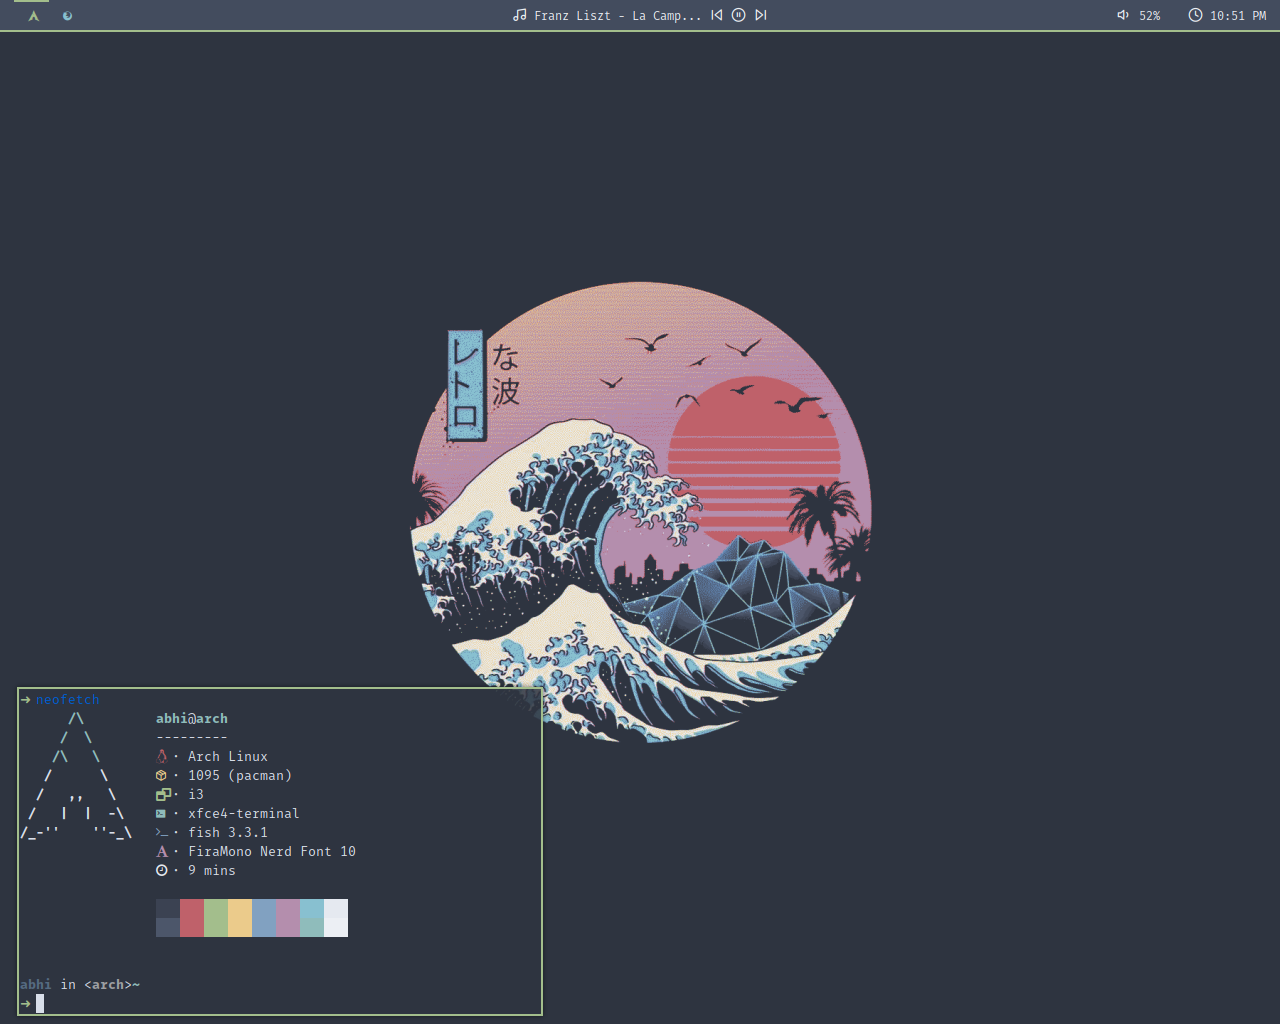 Franz Liszt - La Camp...
52%
10:51 PM
レトロ
な波
➜ neofetch
/\
/  \
/\   \
/      \
/   ,,   \
/   |  |  -\
/_-''    ''-_\
abhi@arch
---------
· Arch Linux
· 1095 (pacman)
· i3
· xfce4-terminal
· fish 3.3.1
· FiraMono Nerd Font 10
· 9 mins
abhi in <arch>~
➜